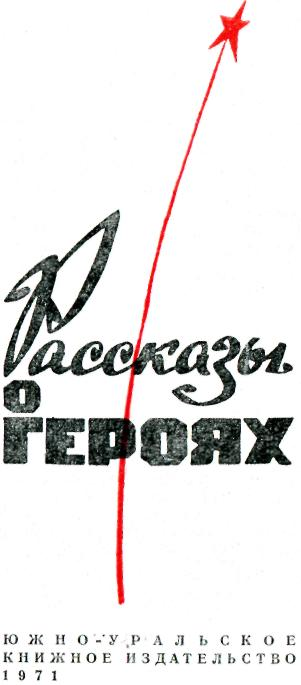 Рассказы
о
ГЕРОЯХ
ЮЖНО-УРАЛЬСКОЕ
КНИЖНОЕ ИЗДАТЕЛЬСТВО
1971